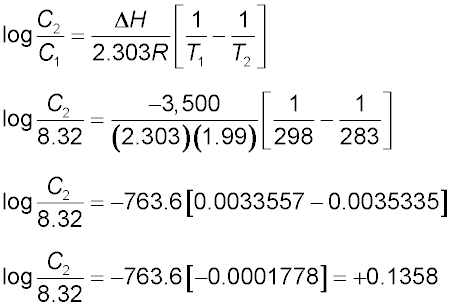 log C₂/C₁ = ΔH/2.303R [1/T₁ − 1/T₂]
log C₂/8.32 = −3,500/(2.303)(1.99) [1/298 − 1/283]
log C₂/8.32 = −763.6[0.0033557 − 0.0035335]
log C₂/8.32 = −763.6[−0.0001778] = +0.1358